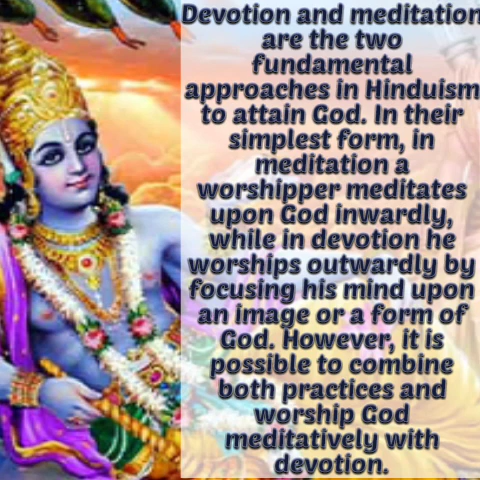 Devotion and meditation
are the two
fundamental
approaches in Hinduism
to attain God. In their
simplest form, in
meditation a
worshipper meditates
upon God inwardly,
while in devotion he
worships outwardly by
focusing his mind upon
an image or a form of
God. However, it is
possible to combine
both practices and
worship God
meditatively with
devotion.